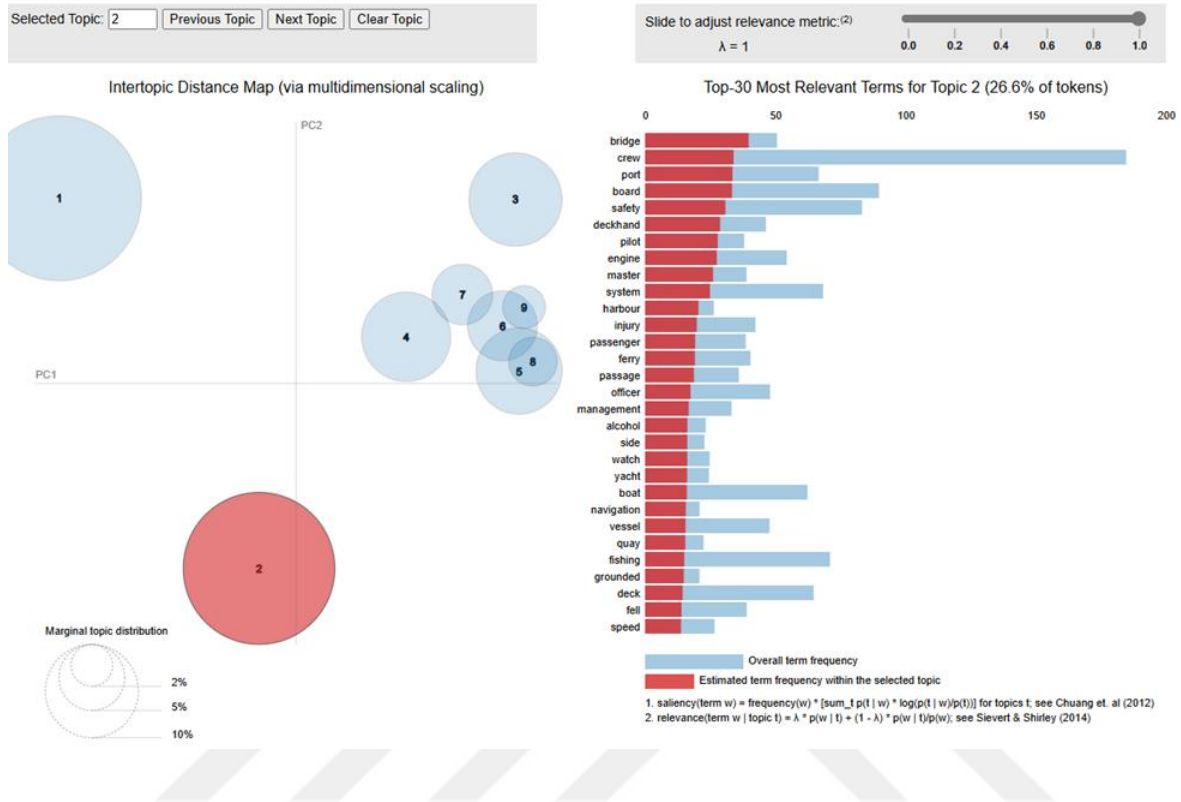 Selected Topic: 2 Previous Topic Next Topic Clear Topic
Slide to adjust relevance metric:(2)
λ = 1
0.0 0.2 0.4 0.6 0.8 1.0
Intertopic Distance Map (via multidimensional scaling)
PC2
PC1
1
3
7
9
6
4
8
5
2
Marginal topic distribution
2%
5%
10%
Top-30 Most Relevant Terms for Topic 2 (26.6% of tokens)
0 50 100 150 200
bridge
crew
port
board
safety
deckhand
pilot
engine
master
system
harbour
injury
passenger
ferry
passage
officer
management
alcohol
side
watch
yacht
boat
navigation
vessel
quay
fishing
grounded
deck
fell
speed
Overall term frequency
Estimated term frequency within the selected topic
1. saliency(term w) = frequency(w) * [sum_t p(t | w) * log(p(t | w)/p(t))] for topics t; see Chuang et. al (2012)
2. relevance(term w | topic t) = λ * p(w | t) + (1 - λ) * p(w | t)/p(w); see Sievert & Shirley (2014)